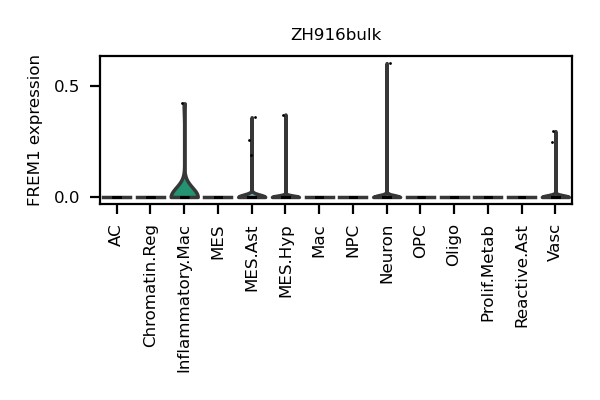 ZH916bulk
FREM1 expression
0.5
0.0
AC
Chromatin.Reg
Inflammatory.Mac
MES
MES.Ast
MES.Hyp
Mac
NPC
Neuron
OPC
Oligo
Prolif.Metab
Reactive.Ast
Vasc